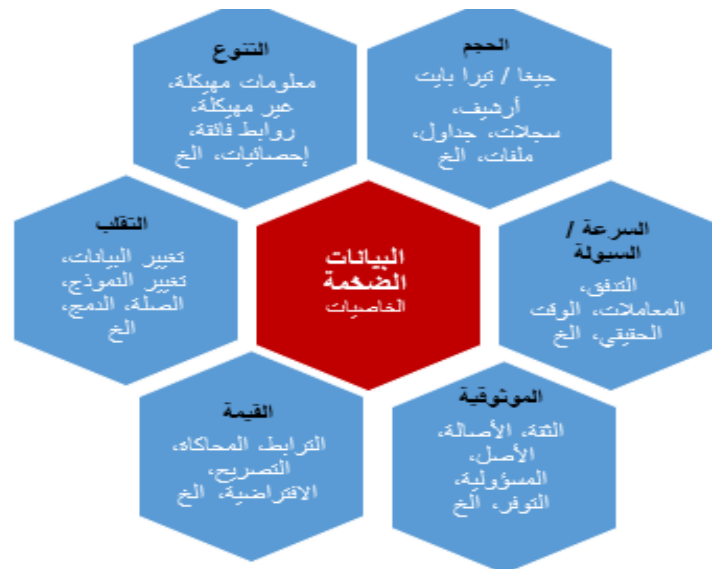 التنوع
معلومات مهيكلة،
غير مهيكلة،
روابط فائقة،
إحصائيات، الخ
الحجم
جيغا / تيرا بايت
أرشيف،
سجلات، جداول،
ملفات، الخ
التقلب
تغيير البيانات،
تغيير النموذج،
الصلة، الدمج،
الخ
البيانات
الضخمة
الخاصيات
السرعة /
السيولة
التدفق،
المعاملات، الوقت
الحقيقي، الخ
القيمة
الترابط، المحاكاة،
التصريح،
الافتراضية، الخ
الموثوقية
الثقة، الأصالة،
الأصل،
المسؤولية،
التوفر، الخ